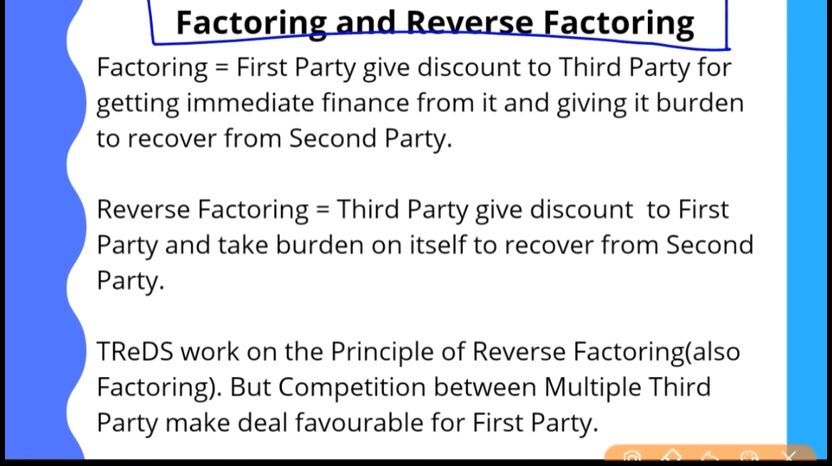 Factoring and Reverse Factoring
Factoring = First Party give discount to Third Party for
getting immediate finance from it and giving it burden
to recover from Second Party.
Reverse Factoring = Third Party give discount to First
Party and take burden on itself to recover from Second
Party.
TReDS work on the Principle of Reverse Factoring(also
Factoring). But Competition between Multiple Third
Party make deal favourable for First Party.